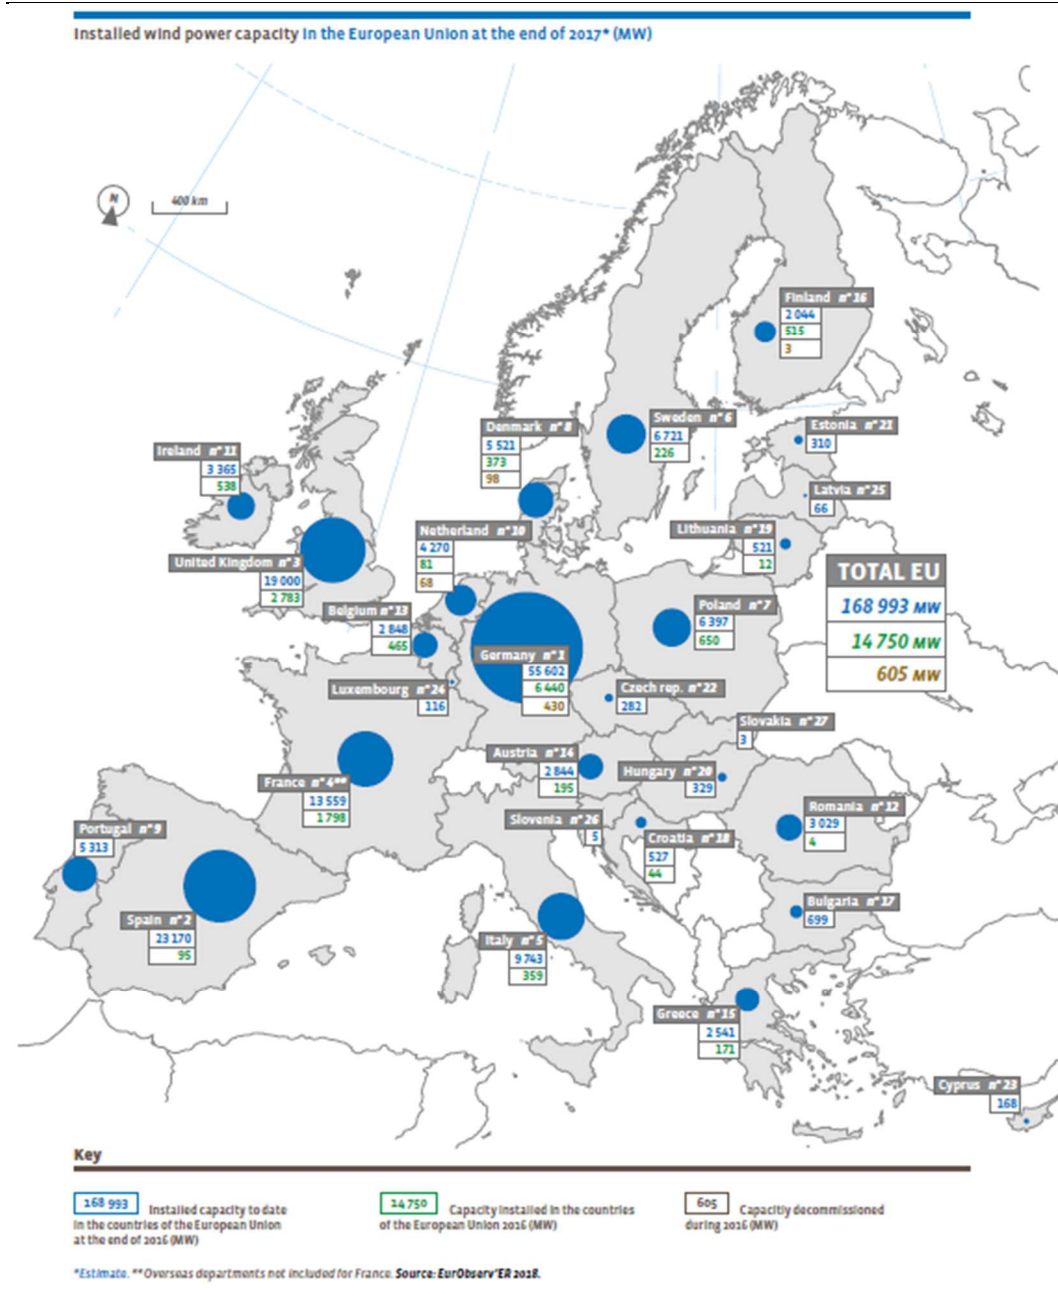 Installed wind power capacity in the European Union at the end of 2017* (MW)
N
400 km
Finland n°16
2 044
515
3
Sweden n°6
6 721
226
Denmark n°8
5 521
373
98
Estonia n°21
310
Ireland n°11
3 365
538
Latvia n°25
66
Lithuania n°19
521
12
Netherland n°10
4 270
81
68
United Kingdom n°3
19 000
2 783
TOTAL EU
168 993 MW
14 750 MW
605 MW
Belgium n°13
2 848
465
Poland n°7
6 397
650
Germany n°1
55 602
6 440
430
Luxembourg n°24
116
Czech rep. n°22
282
Slovakia n°27
3
Austria n°14
2 844
195
Hungary n°20
329
France n°4**
13 559
1 798
Romania n°12
3 029
4
Slovenia n°26
5
Portugal n°9
5 313
Croatia n°18
527
44
Bulgaria n°17
699
Spain n°2
23 170
95
Italy n°5
9 743
359
Greece n°15
2 541
171
Cyprus n°23
168
Key
168 993 Installed capacity to date
in the countries of the European Union
at the end of 2016 (MW)
14 750 Capacity installed in the countries
of the European Union 2016 (MW)
605 Capacitiy decommissioned
during 2016 (MW)
*Estimate. **Overseas departments not included for France. Source: EurObserv'ER 2018.